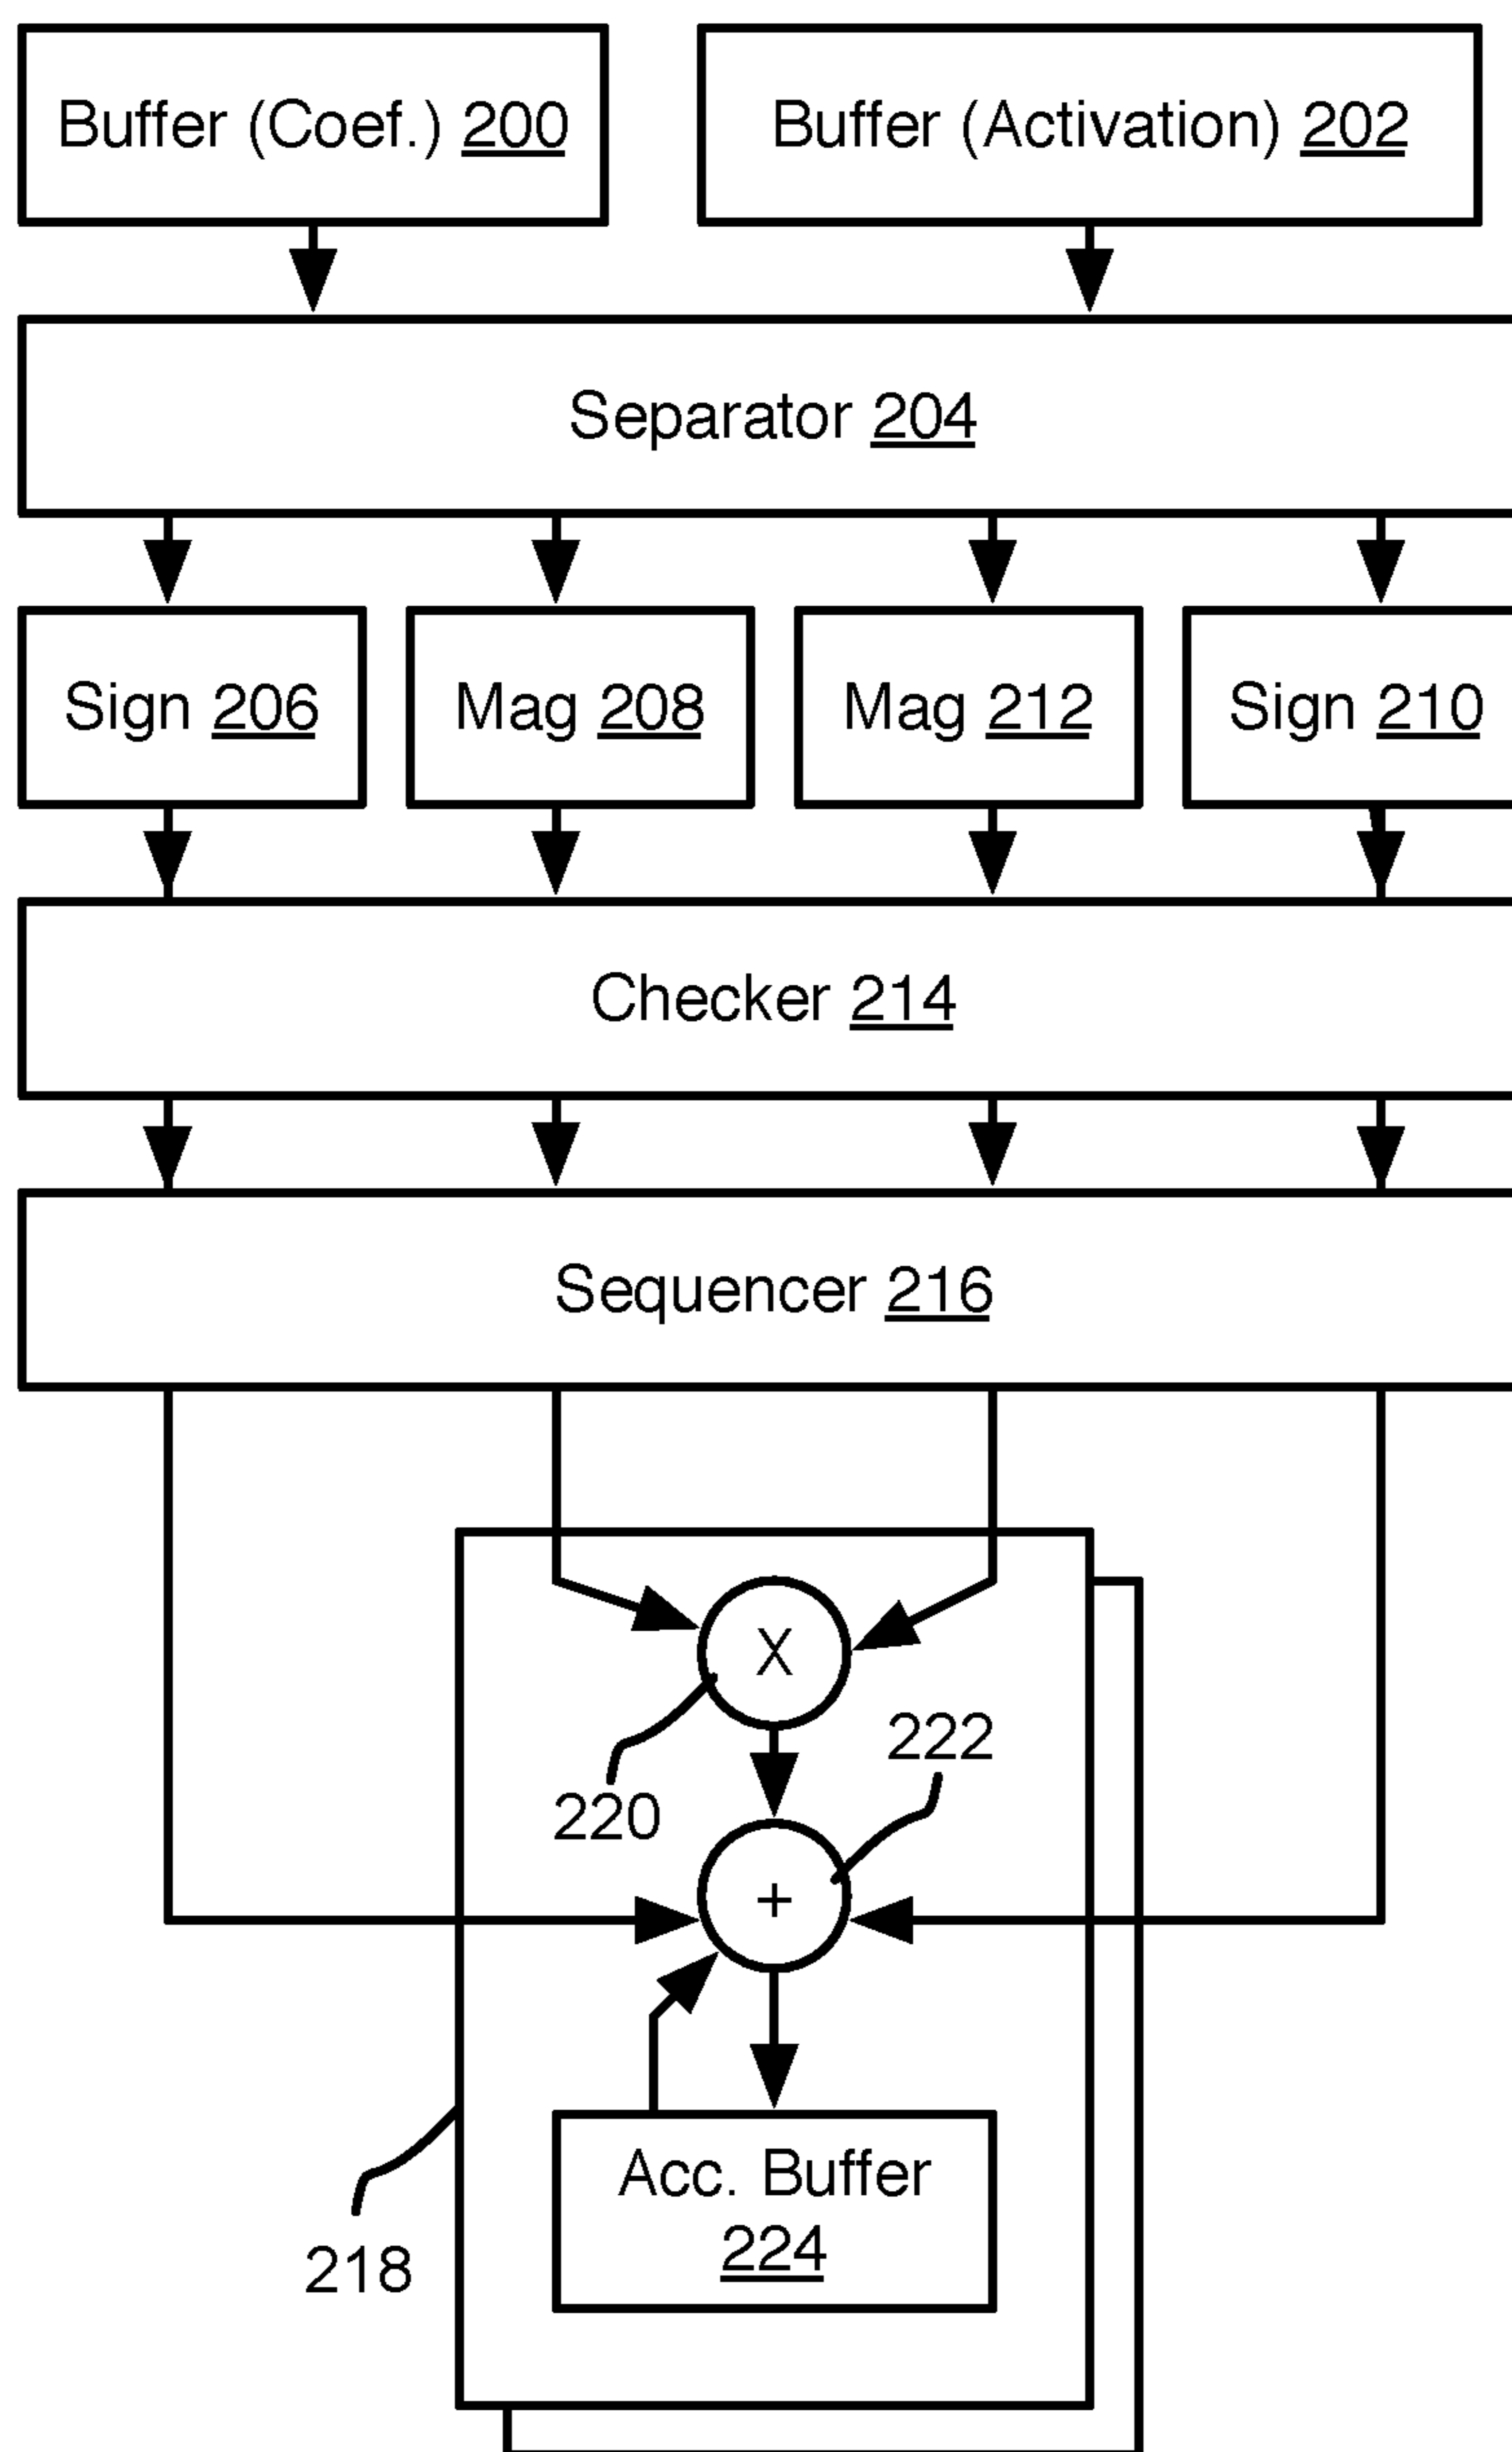 Buffer (Coef.) 200
Buffer (Activation) 202
Separator 204
Sign 206
Mag 208
Mag 212
Sign 210
Checker 214
Sequencer 216
X
222
220
+
Acc. Buffer
224
218